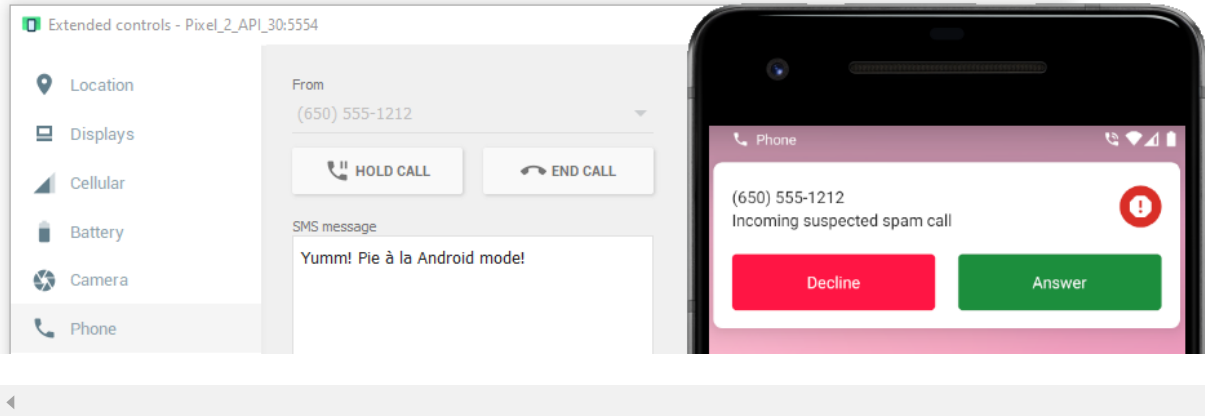 Extended controls - Pixel_2_API_30:5554
Location
Displays
Cellular
Battery
Camera
Phone
From
(650) 555-1212
HOLD CALL
END CALL
SMS message
Yumm! Pie à la Android mode!
Phone
(650) 555-1212
Incoming suspected spam call
Decline
Answer